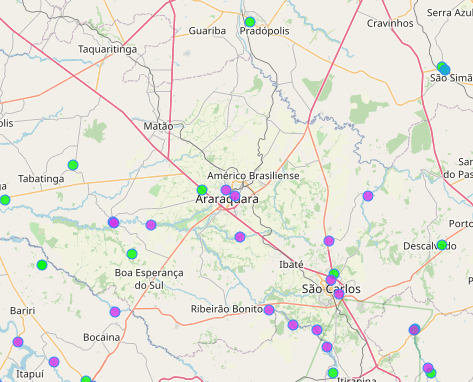 Serra Azul
Cravinhos
Guariba
Pradópolis
Taquaritinga
São Simão
Matão
Américo Brasiliense
Tabatinga
Araraquara
Descalvado
Ibaté
Boa Esperança
do Sul
São Carlos
Ribeirão Bonito
Bariri
Bocaina
Itapuí
Itirapina